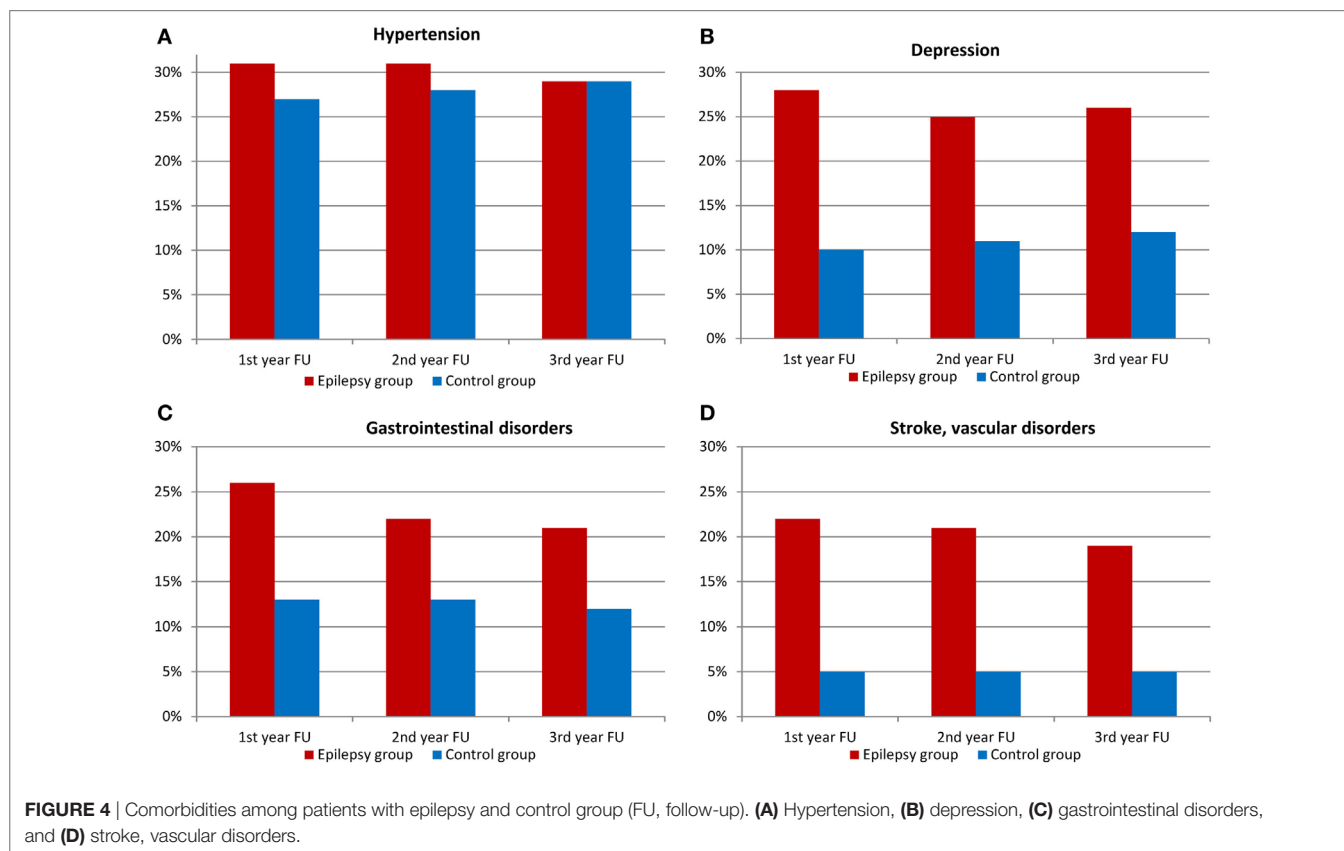 A
Hypertension
30%
25%
20%
15%
10%
5%
0%
1st year FU 2nd year FU 3rd year FU
Epilepsy group Control group
B
Depression
30%
25%
20%
15%
10%
5%
0%
1st year FU 2nd year FU 3rd year FU
Epilepsy group Control group
C
Gastrointestinal disorders
30%
25%
20%
15%
10%
5%
0%
1st year FU 2nd year FU 3rd year FU
Epilepsy group Control group
D
Stroke, vascular disorders
30%
25%
20%
15%
10%
5%
0%
1st year FU 2nd year FU 3rd year FU
Epilepsy group Control group
FIGURE 4 | Comorbidities among patients with epilepsy and control group (FU, follow-up). (A) Hypertension, (B) depression, (C) gastrointestinal disorders,
and (D) stroke, vascular disorders.